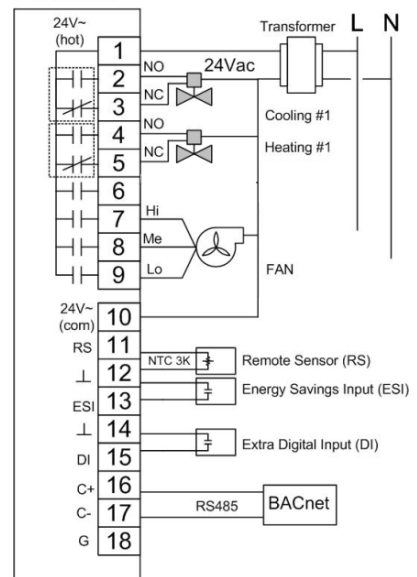 24V~
(hot)
Transformer
L
N
1
NO
24Vac
2
NC
3
NO
Cooling #1
4
NC
Heating #1
5
6
Hi
7
Me
8
Lo
9
FAN
24V~
(com)
10
RS
11
NTC 3K
Remote Sensor (RS)
⊥
12
Energy Savings Input (ESI)
ESI
13
⊥
14
Extra Digital Input (DI)
DI
15
C+
16
C-
17
RS485
BACnet
G
18